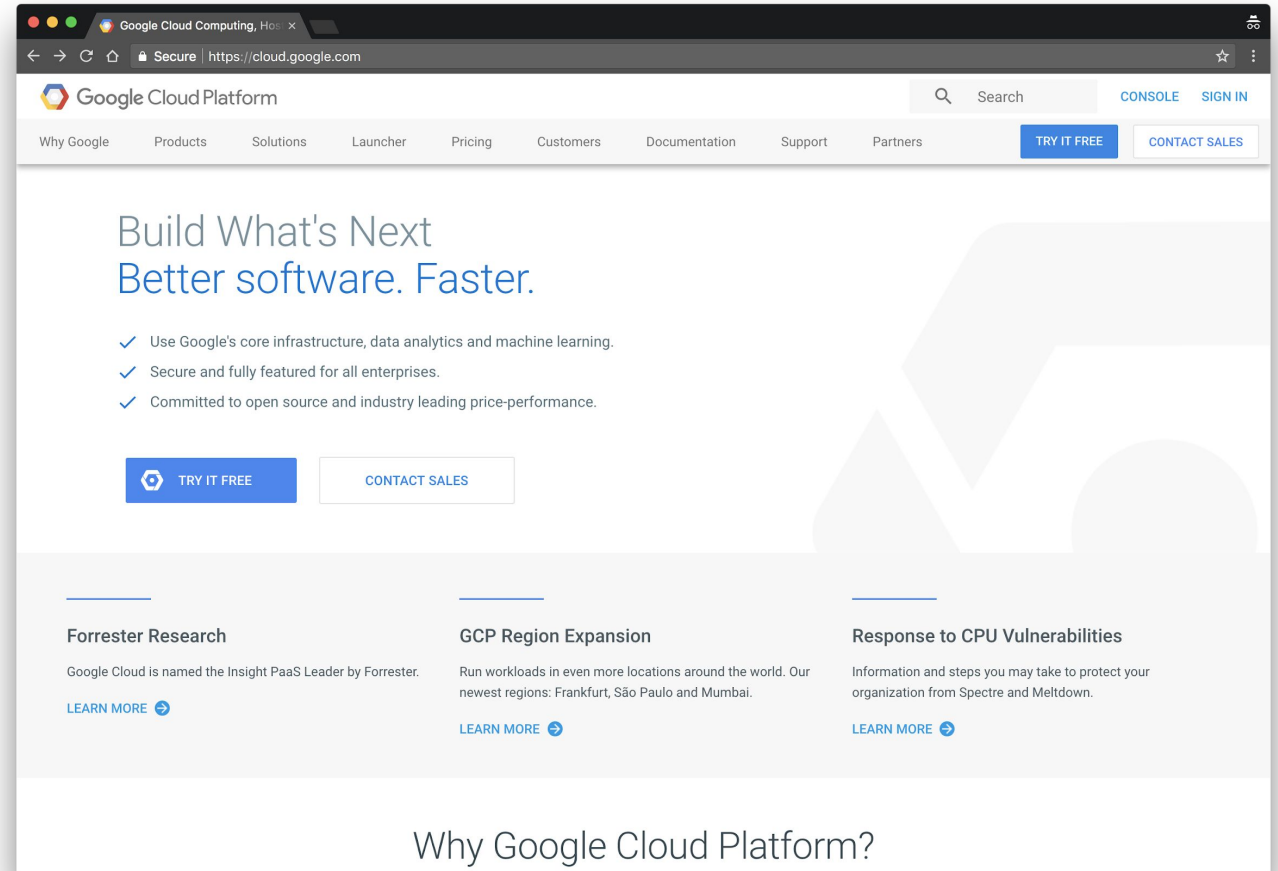 Google Cloud Computing, Hos
Secure | https://cloud.google.com
Google Cloud Platform
Search
CONSOLE
SIGN IN
Why Google
Products
Solutions
Launcher
Pricing
Customers
Documentation
Support
Partners
TRY IT FREE
CONTACT SALES
Build What's Next
Better software. Faster.
Use Google's core infrastructure, data analytics and machine learning.
Secure and fully featured for all enterprises.
Committed to open source and industry leading price-performance.
TRY IT FREE
CONTACT SALES
Forrester Research
Google Cloud is named the Insight PaaS Leader by Forrester.
LEARN MORE
GCP Region Expansion
Run workloads in even more locations around the world. Our
newest regions: Frankfurt, São Paulo and Mumbai.
LEARN MORE
Response to CPU Vulnerabilities
Information and steps you may take to protect your
organization from Spectre and Meltdown.
LEARN MORE
Why Google Cloud Platform?